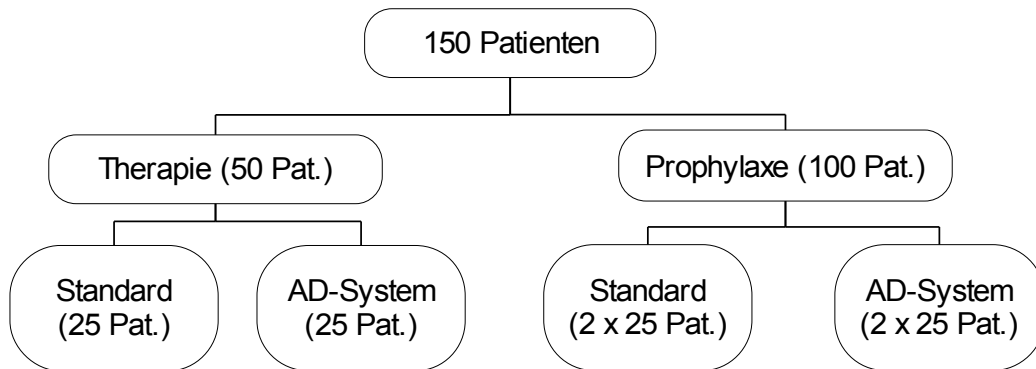 150 Patienten
Therapie (50 Pat.)
Prophylaxe (100 Pat.)
Standard
(25 Pat.)
AD-System
(25 Pat.)
Standard
(2 x 25 Pat.)
AD-System
(2 x 25 Pat.)